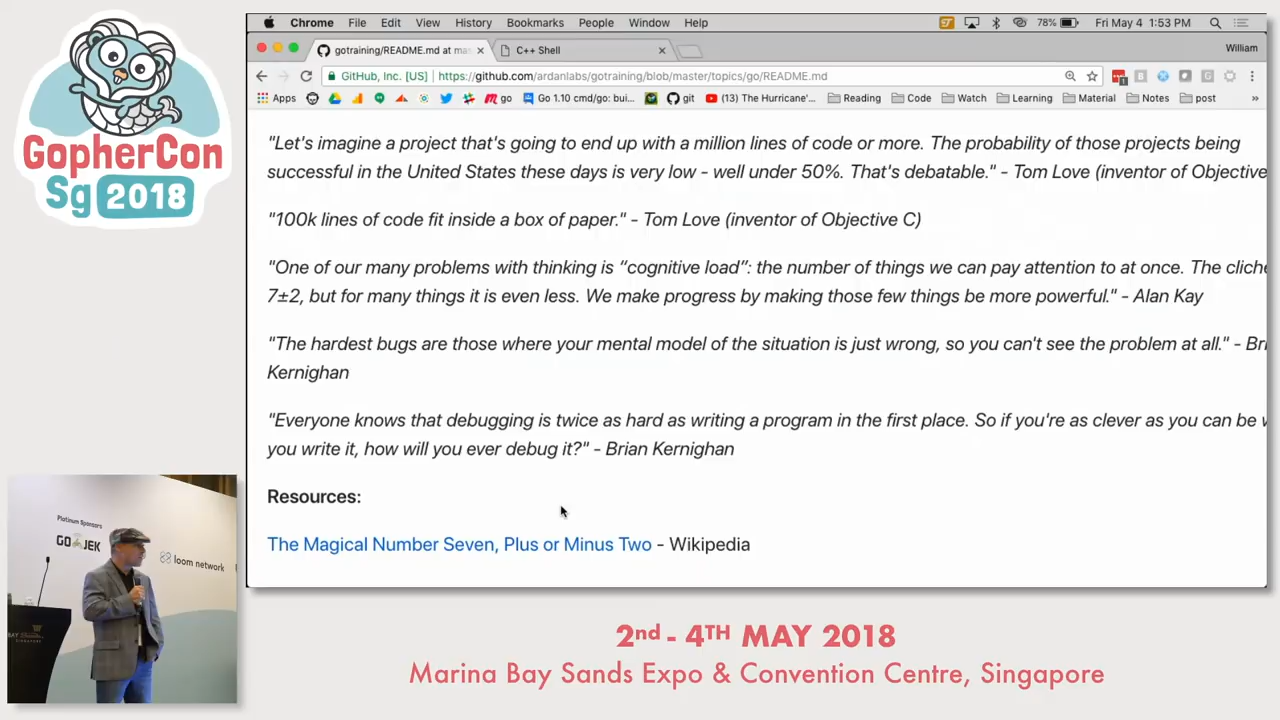 GopherCon
Sg 2018
Chrome File Edit View History Bookmarks People Window Help
78%
Fri May 4 1:53 PM
gotraining/README.md at mas
C++ Shell
William
GitHub, Inc. [US] https://github.com/ardanlabs/gotraining/blob/master/topics/go/README.md
Apps
go
Go 1.10 cmd/go: bui...
git
(13) The Hurricane'...
Reading
Code
Watch
Learning
Material
Notes
post
"Let's imagine a project that's going to end up with a million lines of code or more. The probability of those projects being
successful in the United States these days is very low - well under 50%. That's debatable." - Tom Love (inventor of Objective
"100k lines of code fit inside a box of paper." - Tom Love (inventor of Objective C)
"One of our many problems with thinking is “cognitive load”: the number of things we can pay attention to at once. The cliche
7±2, but for many things it is even less. We make progress by making those few things be more powerful." - Alan Kay
"The hardest bugs are those where your mental model of the situation is just wrong, so you can't see the problem at all." - Bri
Kernighan
"Everyone knows that debugging is twice as hard as writing a program in the first place. So if you're as clever as you can be w
you write it, how will you ever debug it?" - Brian Kernighan
Resources:
The Magical Number Seven, Plus or Minus Two - Wikipedia
Platinum Sponsors
GOJEK
loom network
2nd - 4TH MAY 2018
Marina Bay Sands Expo & Convention Centre, Singapore